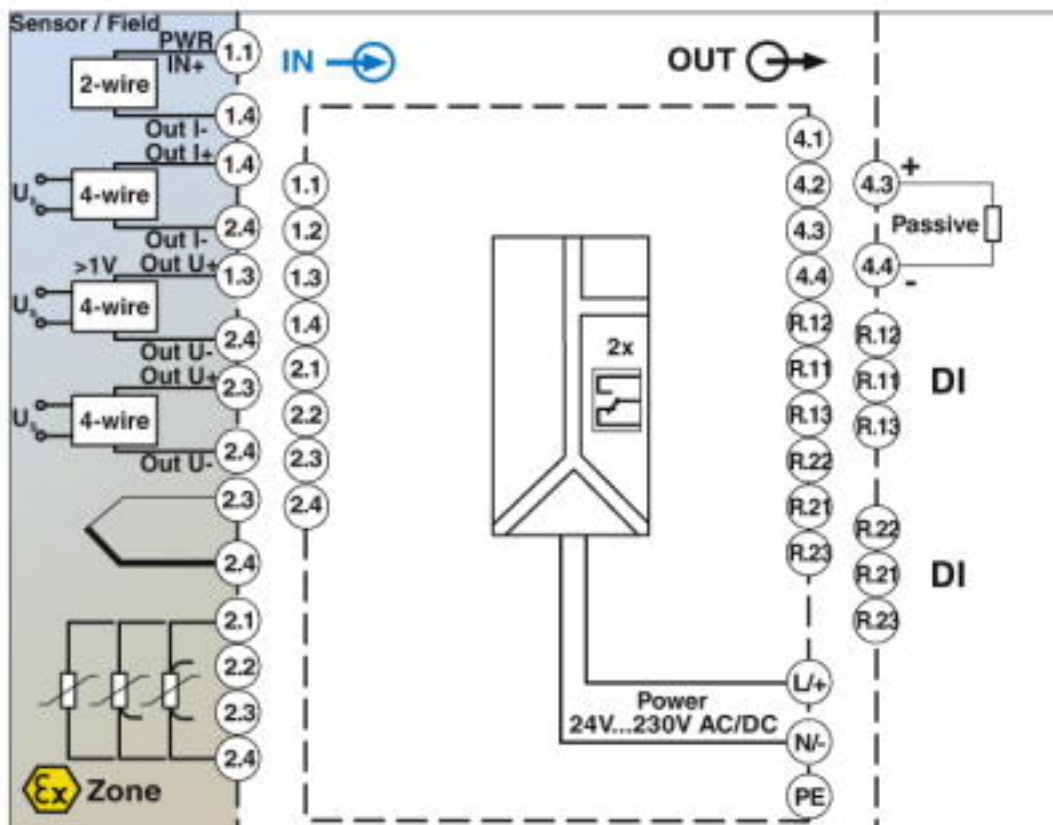 Sensor / Field
PWR
IN+
1.1
2-wire
1.4
Out I-
Out I+
1.4
4-wire
Us
2.4
Out I-
>1V
Out U+
1.3
4-wire
Us
2.4
Out U-
Out U+
2.3
4-wire
Us
2.4
Out U-
2.3
2.4
2.1
2.2
2.3
2.4
Ex Zone
IN
OUT
1.1
1.2
1.3
1.4
2.1
2.2
2.3
2.4
2x
4.1
4.2
4.3
4.4
R.12
R.11
R.13
R.22
R.21
R.23
Power
24V...230V AC/DC
L/+
N/-
PE
4.3
+
Passive
4.4
-
R.12
R.11
DI
R.13
R.22
R.21
DI
R.23